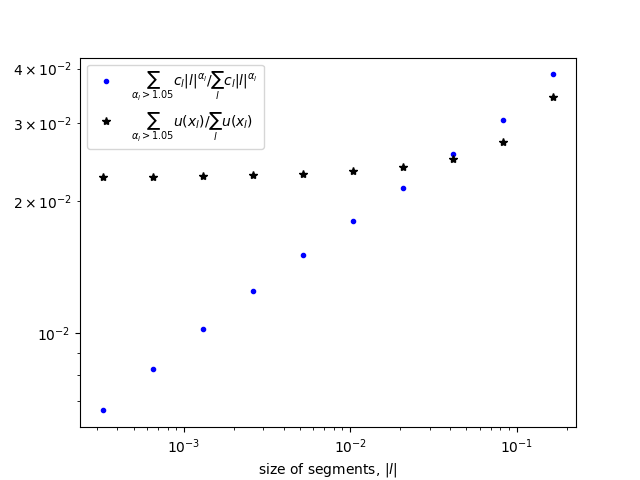 4 × 10⁻²
3 × 10⁻²
2 × 10⁻²
10⁻²
∑_{α_l>1.05} c_l|l|^{α_l}/∑_l c_l|l|^{α_l}
∑_{α_l>1.05} u(x_l)/∑_l u(x_l)
10⁻³ 10⁻² 10⁻¹
size of segments, |l|